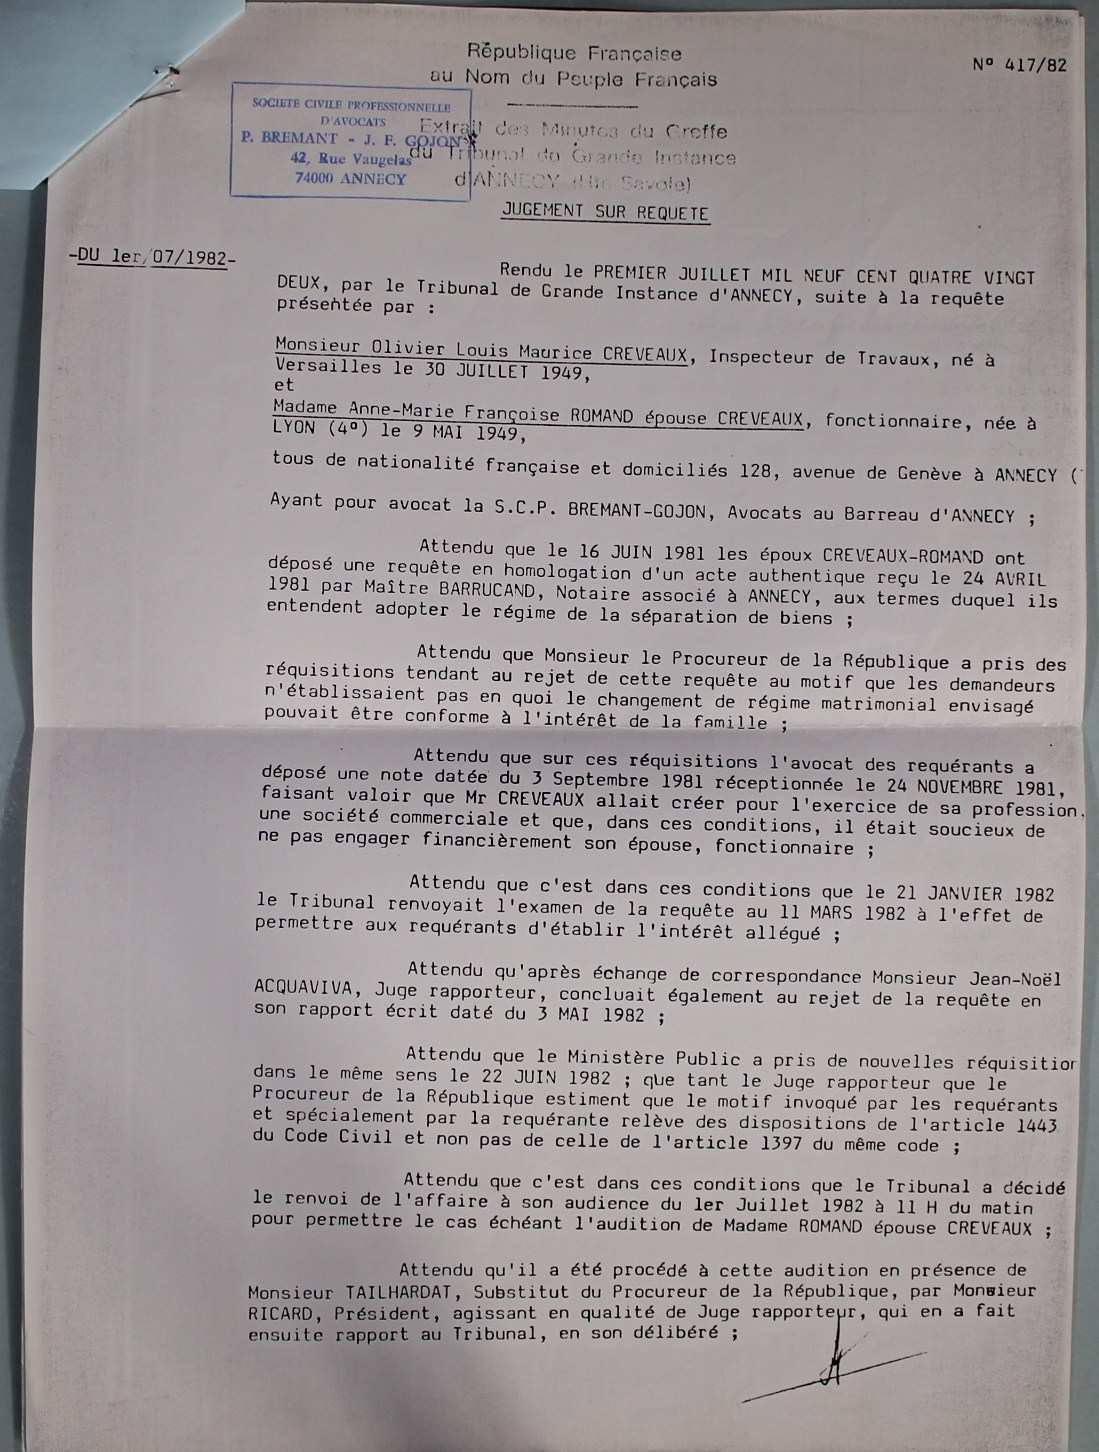 République Française
au Nom du Peuple Français
Nº 417/82
SOCIETE CIVILE PROFESSIONNELLE
D'AVOCATS
P. BREMANT - J. F. GOJON
42, Rue Vaugelas
74000 ANNECY
Extrait des Minutes du Greffe
du Tribunal de Grande Instance
d'ANNECY (Hte Savoie)
JUGEMENT SUR REQUETE
-DU 1er/07/1982-
Rendu le PREMIER JUILLET MIL NEUF CENT QUATRE VINGT
DEUX, par le Tribunal de Grande Instance d'ANNECY, suite à la requête
présentée par :
Monsieur Olivier Louis Maurice CREVEAUX, Inspecteur de Travaux, né à
Versailles le 30 JUILLET 1949,
et
Madame Anne-Marie Françoise ROMAND épouse CREVEAUX, fonctionnaire, née à
LYON (4º) le 9 MAI 1949,
tous de nationalité française et domiciliés 128, avenue de Genève à ANNECY (
Ayant pour avocat la S.C.P. BREMANT-GOJON, Avocats au Barreau d'ANNECY ;
Attendu que le 16 JUIN 1981 les époux CREVEAUX-ROMAND ont
déposé une requête en homologation d'un acte authentique reçu le 24 AVRIL
1981 par Maître BARRUCAND, Notaire associé à ANNECY, aux termes duquel ils
entendent adopter le régime de la séparation de biens ;
Attendu que Monsieur le Procureur de la République a pris des
réquisitions tendant au rejet de cette requête au motif que les demandeurs
n'établissaient pas en quoi le changement de régime matrimonial envisagé
pouvait être conforme à l'intérêt de la famille ;
Attendu que sur ces réquisitions l'avocat des requérants a
déposé une note datée du 3 Septembre 1981 réceptionnée le 24 NOVEMBRE 1981,
faisant valoir que Mr CREVEAUX allait créer pour l'exercice de sa profession,
une société commerciale et que, dans ces conditions, il était soucieux de
ne pas engager financièrement son épouse, fonctionnaire ;
Attendu que c'est dans ces conditions que le 21 JANVIER 1982
le Tribunal renvoyait l'examen de la requête au 11 MARS 1982 à l'effet de
permettre aux requérants d'établir l'intérêt allégué ;
Attendu qu'après échange de correspondance Monsieur Jean-Noël
ACQUAVIVA, Juge rapporteur, concluait également au rejet de la requête en
son rapport écrit daté du 3 MAI 1982 ;
Attendu que le Ministère Public a pris de nouvelles réquisition
dans le même sens le 22 JUIN 1982 ; que tant le Juge rapporteur que le
Procureur de la République estiment que le motif invoqué par les requérants
et spécialement par la requérante relève des dispositions de l'article 1443
du Code Civil et non pas de celle de l'article 1397 du même code ;
Attendu que c'est dans ces conditions que le Tribunal a décidé
le renvoi de l'affaire à son audience du 1er Juillet 1982 à 11 H du matin
pour permettre le cas échéant l'audition de Madame ROMAND épouse CREVEAUX ;
Attendu qu'il a été procédé à cette audition en présence de
Monsieur TAILHARDAT, Substitut du Procureur de la République, par Monsieur
RICARD, Président, agissant en qualité de Juge rapporteur, qui en a fait
ensuite rapport au Tribunal, en son délibéré ;